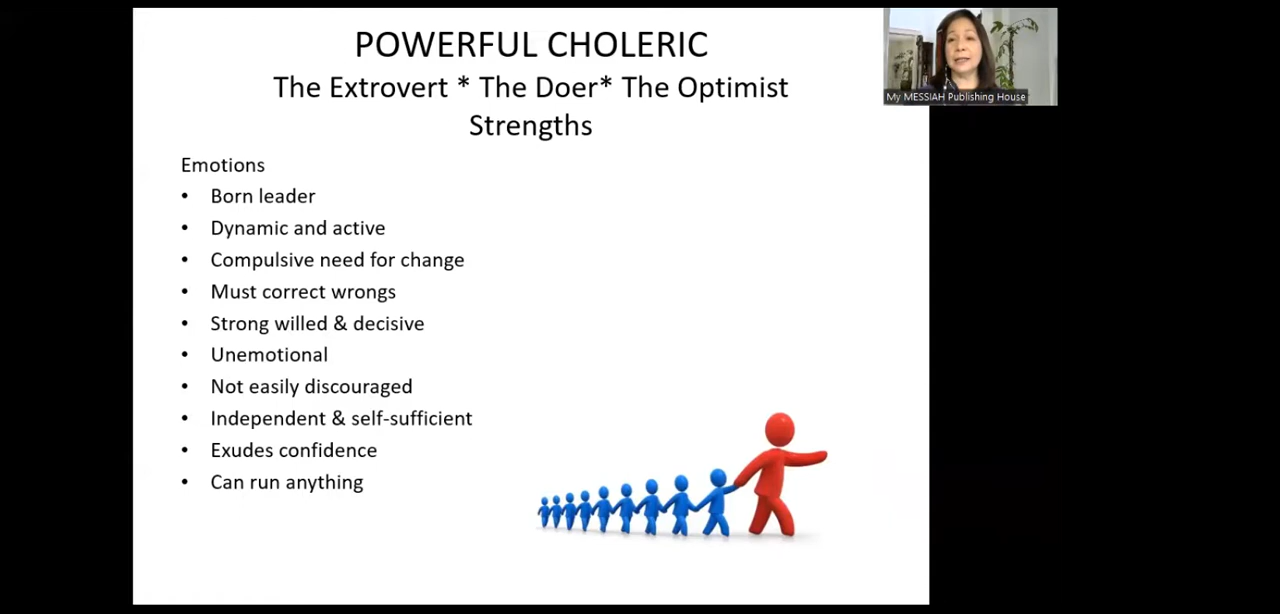 POWERFUL CHOLERIC
The Extrovert * The Doer* The Optimist
Strengths
My MESSIAH Publishing House
Emotions
• Born leader
• Dynamic and active
• Compulsive need for change
• Must correct wrongs
• Strong willed & decisive
• Unemotional
• Not easily discouraged
• Independent & self-sufficient
• Exudes confidence
• Can run anything